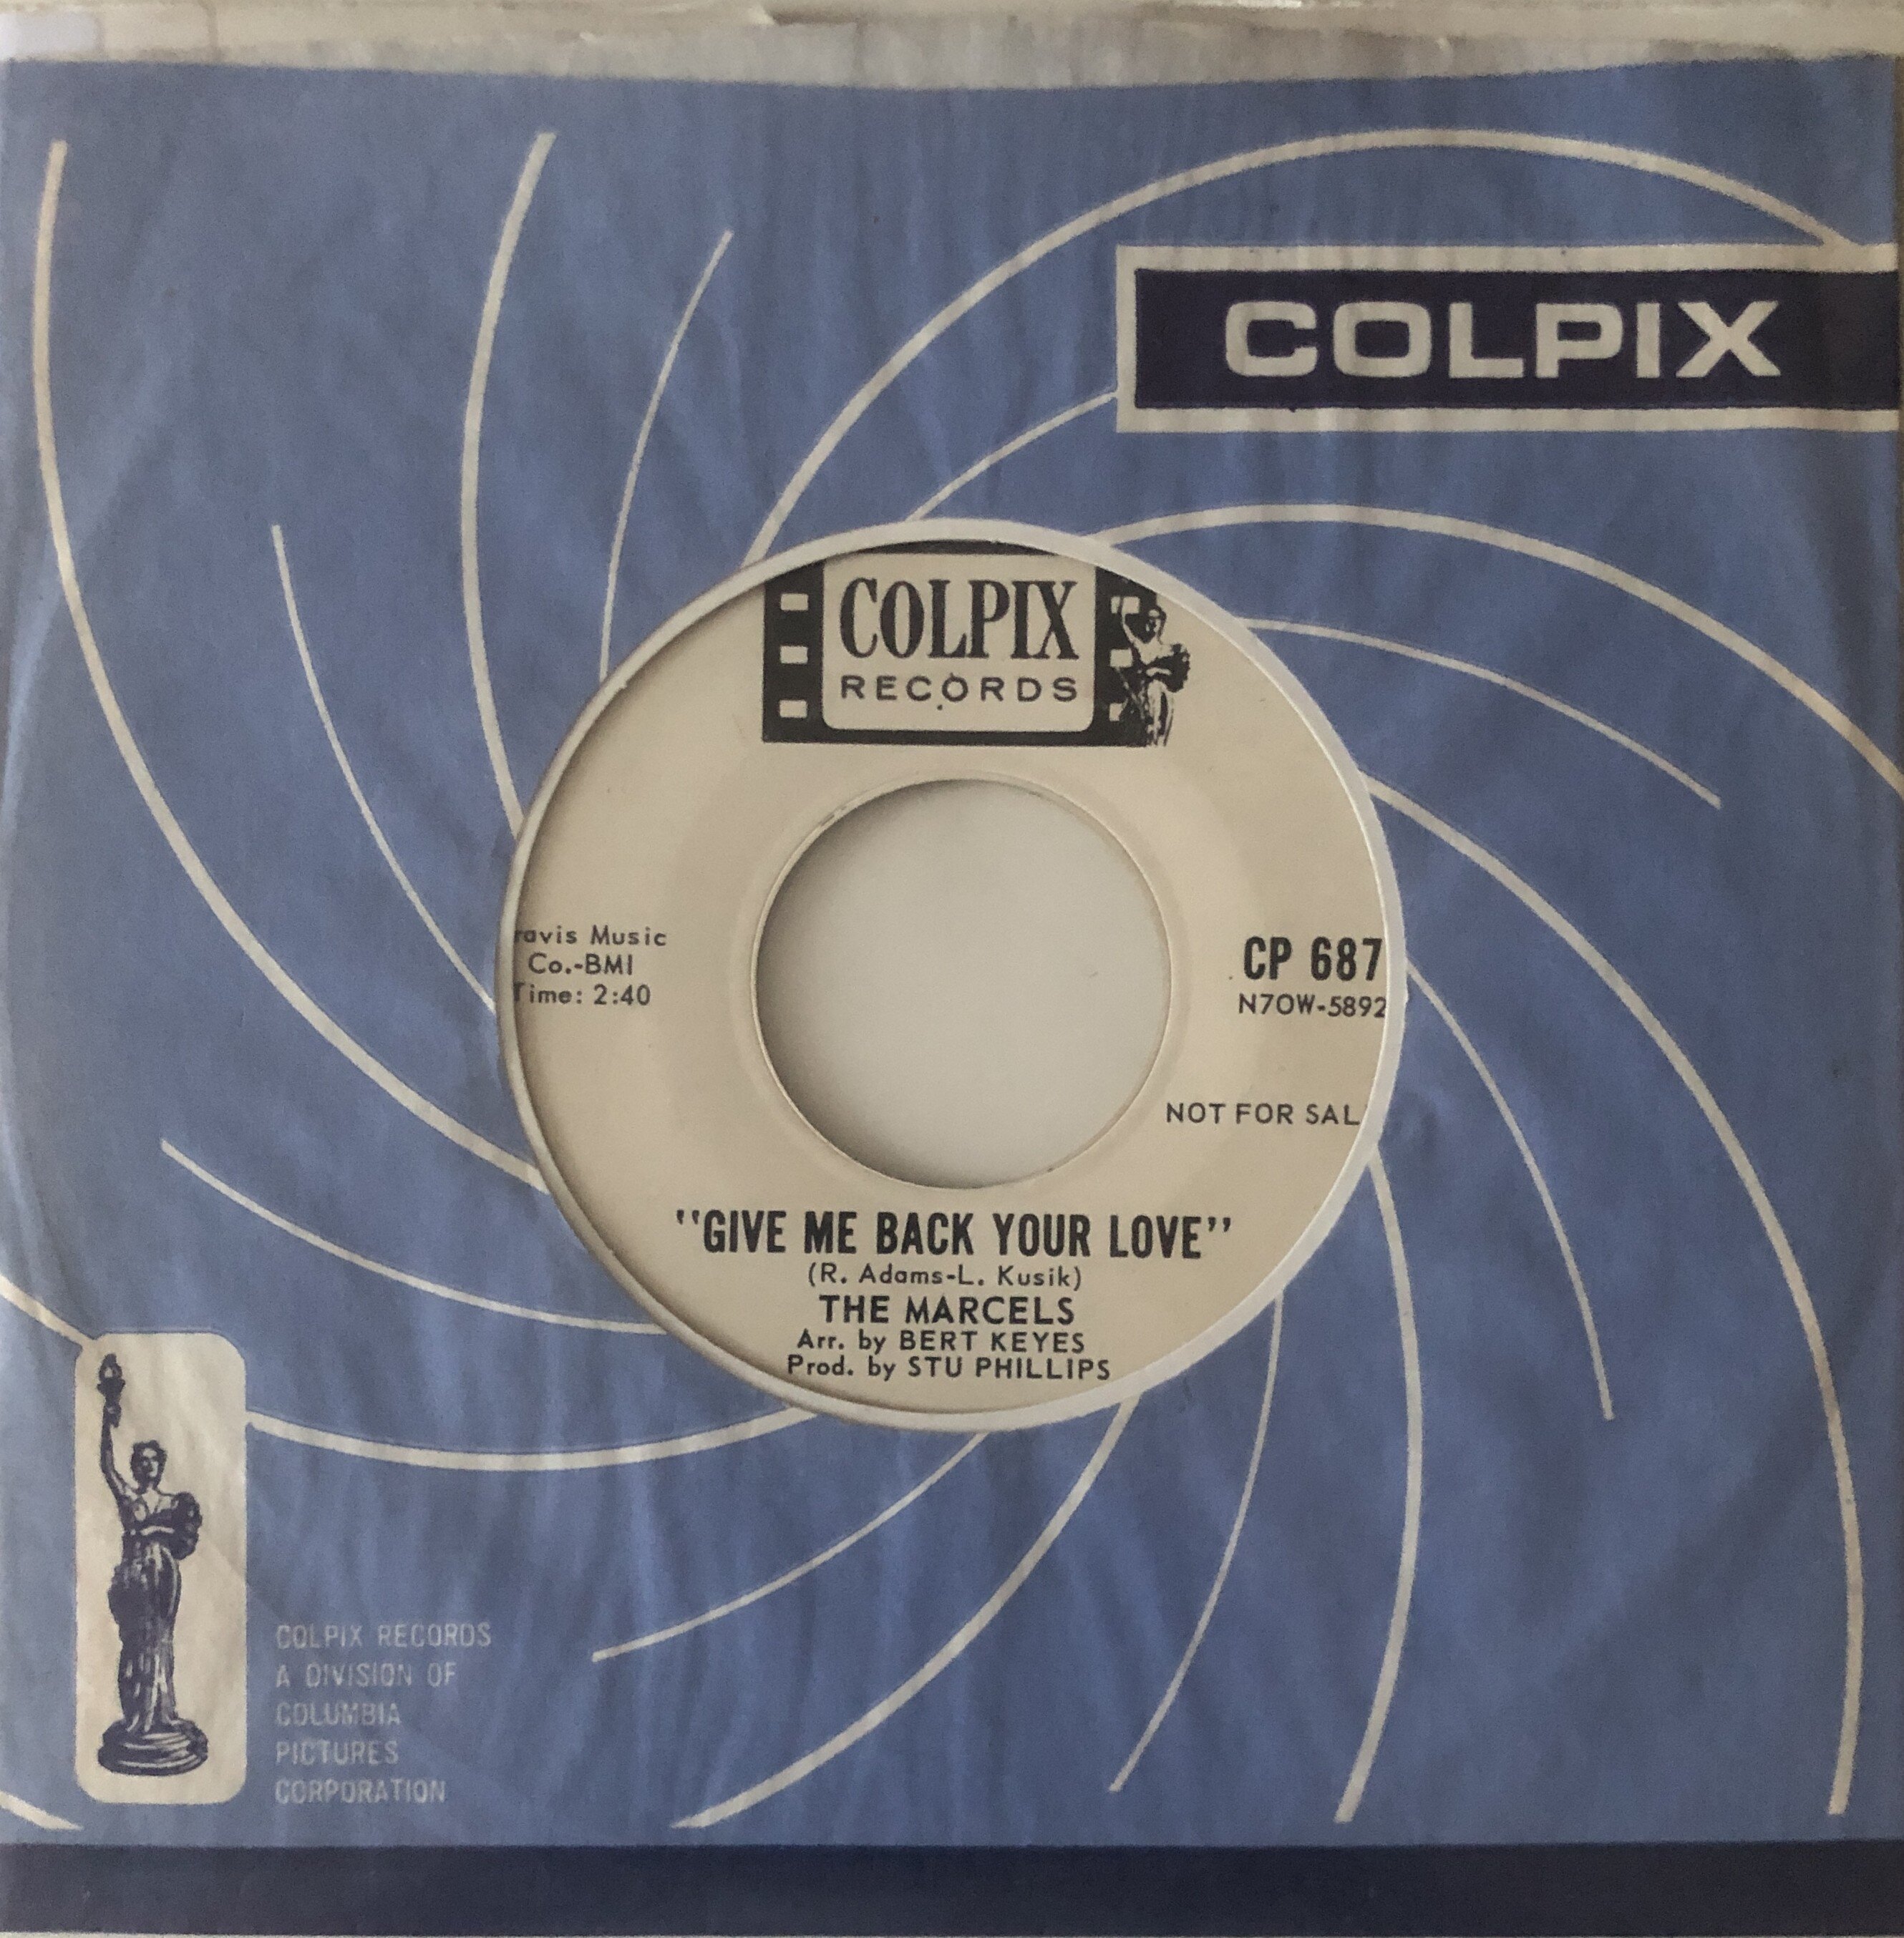 COLPIX
COLPIX
RECORDS
Music
Co.-BMI
Time: 2:40
CP 687
N7OW-5892
NOT FOR
"GIVE ME BACK YOUR LOVE"
(R. Adams-L. Kusik)
THE MARCELS
Arr. by BERT KEYES
Prod. by STU PHILLIPS
COLPIX RECORDS
A DIVISION OF
COLUMBIA
PICTURES
CORPORATION